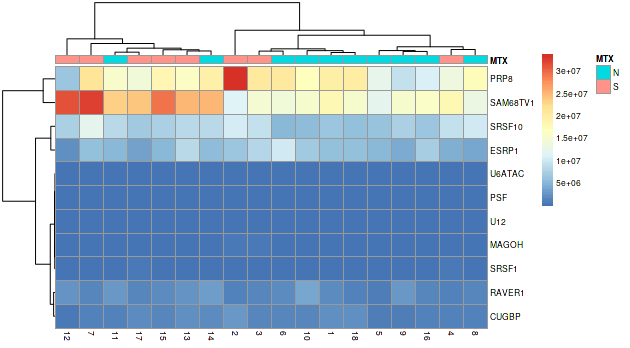 MTX
PRP8
SAM68TV1
SRSF10
ESRP1
U6ATAC
PSF
U12
MAGOH
SRSF1
RAVER1
CUGBP
12 7 11 17 15 13 14 2 3 6 10 1 18 5 9 16 4 8
3e+07
2.5e+07
2e+07
1.5e+07
1e+07
5e+06
MTX
N
S